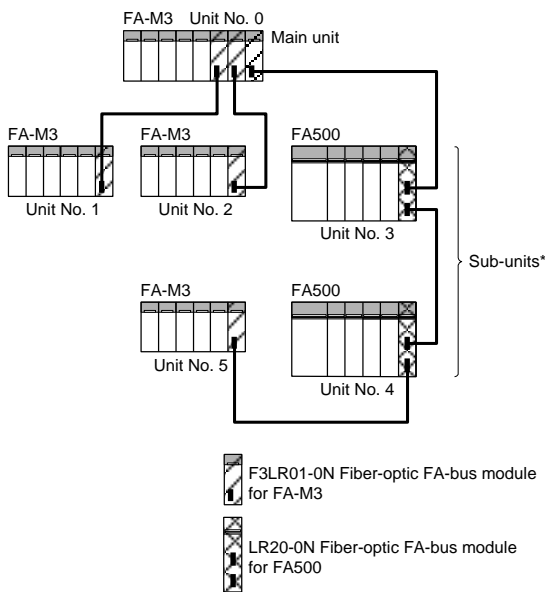 FA-M3 Unit No. 0
Main unit
FA-M3
FA-M3
FA500
Unit No. 1
Unit No. 2
Unit No. 3
Sub-units*
FA-M3
FA500
Unit No. 5
Unit No. 4
F3LR01-0N Fiber-optic FA-bus module
for FA-M3
LR20-0N Fiber-optic FA-bus module
for FA500